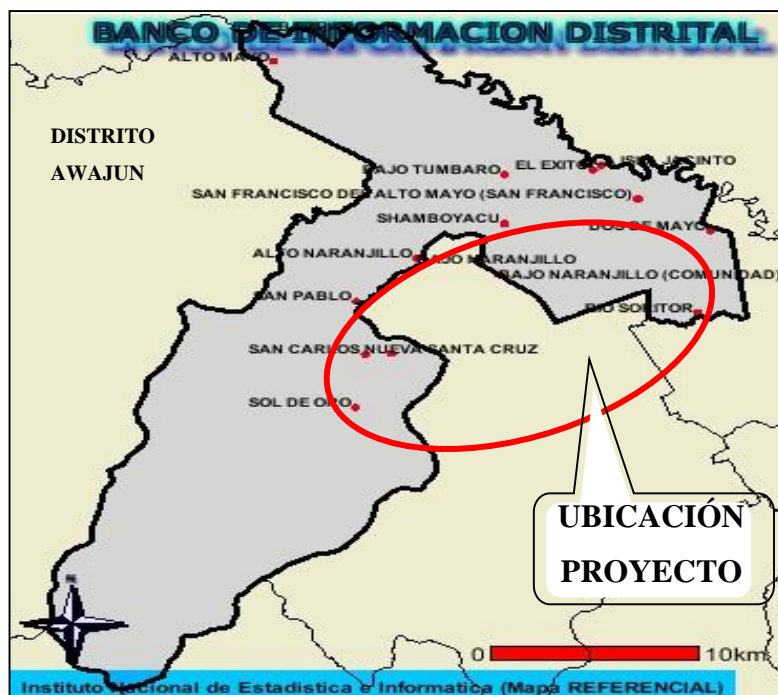 BANCO DE INFORMACION DISTRITAL
ALTO MAYO
DISTRITO
AWAJUN
BAJO TUMBARO
EL EXITO
JACINTO
SAN FRANCISCO DEL ALTO MAYO (SAN FRANCISCO)
SHAMBOYACU
DOS DE MAYO
ALTO NARANJILLO
BAJO NARANJILLO
BAJO NARANJILLO (COMUNIDAD)
SAN PABLO
RIO SORITOR
SAN CARLOS
NUEVA SANTA CRUZ
SOL DE ORO
UBICACIÓN
PROYECTO
N
0 10km
Instituto Nacional de Estadistica e Informatica (Mapa REFERENCIAL)